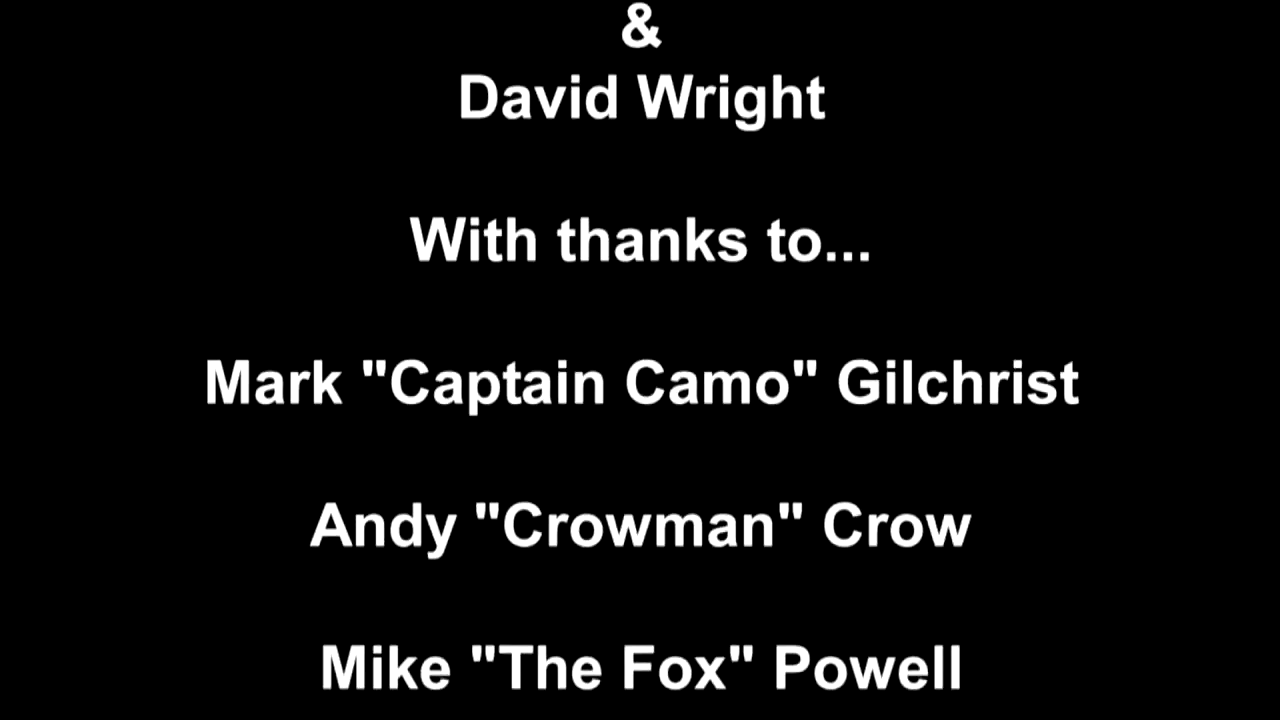 &
David Wright
With thanks to...
Mark "Captain Camo" Gilchrist
Andy "Crowman" Crow
Mike "The Fox" Powell